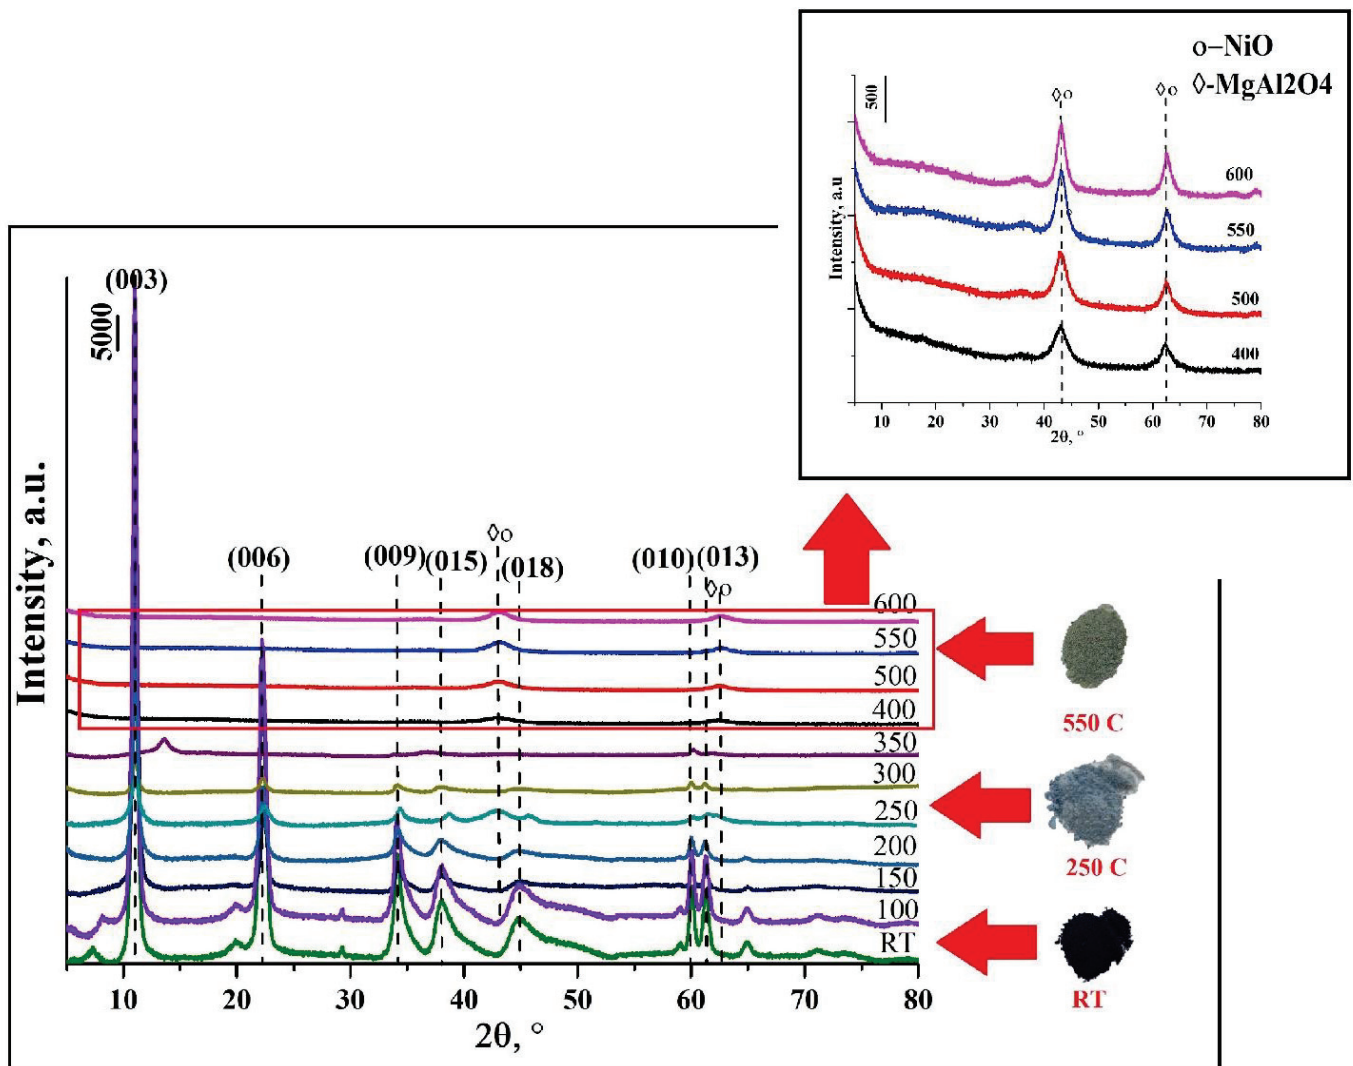 o–NiO
◊-MgAl2O4
500
◊o
◊o
600
550
500
400
Intensity, a.u
10 20 30 40 50 60 70 80
2θ, °
(003)
5000
(006)
(009)
(015)
◊o
(018)
(010)
(013)
◊o
600
550
500
400
350
300
250
200
150
100
RT
Intensity, a.u.
10 20 30 40 50 60 70 80
2θ, °
550 C
250 C
RT